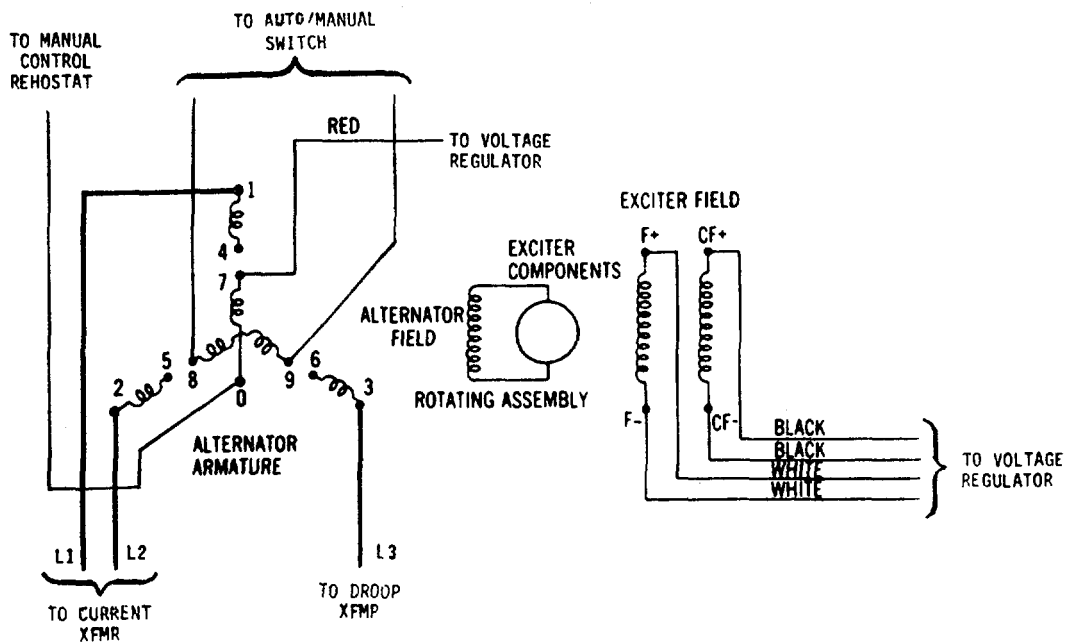 TO MANUAL
CONTROL
REHOSTAT
TO AUTO/MANUAL
SWITCH
RED
TO VOLTAGE
REGULATOR
1
4
7
5
2
8
0
9
6
3
ALTERNATOR
ARMATURE
L1
L2
L3
TO CURRENT
XFMR
TO DROOP
XFMP
EXCITER
COMPONENTS
ALTERNATOR
FIELD
ROTATING ASSEMBLY
EXCITER FIELD
F+
CF+
F-
CF-
BLACK
BLACK
WHITE
WHITE
TO VOLTAGE
REGULATOR